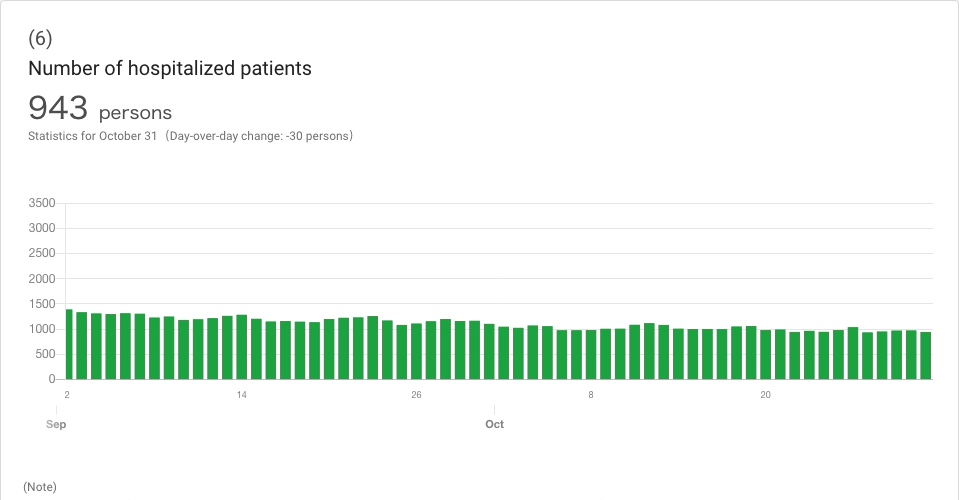 (6)
Number of hospitalized patients
943 persons
Statistics for October 31 (Day-over-day change: -30 persons)
3500
3000
2500
2000
1500
1000
500
0
2 14 26 8 20
Sep Oct
(Note)